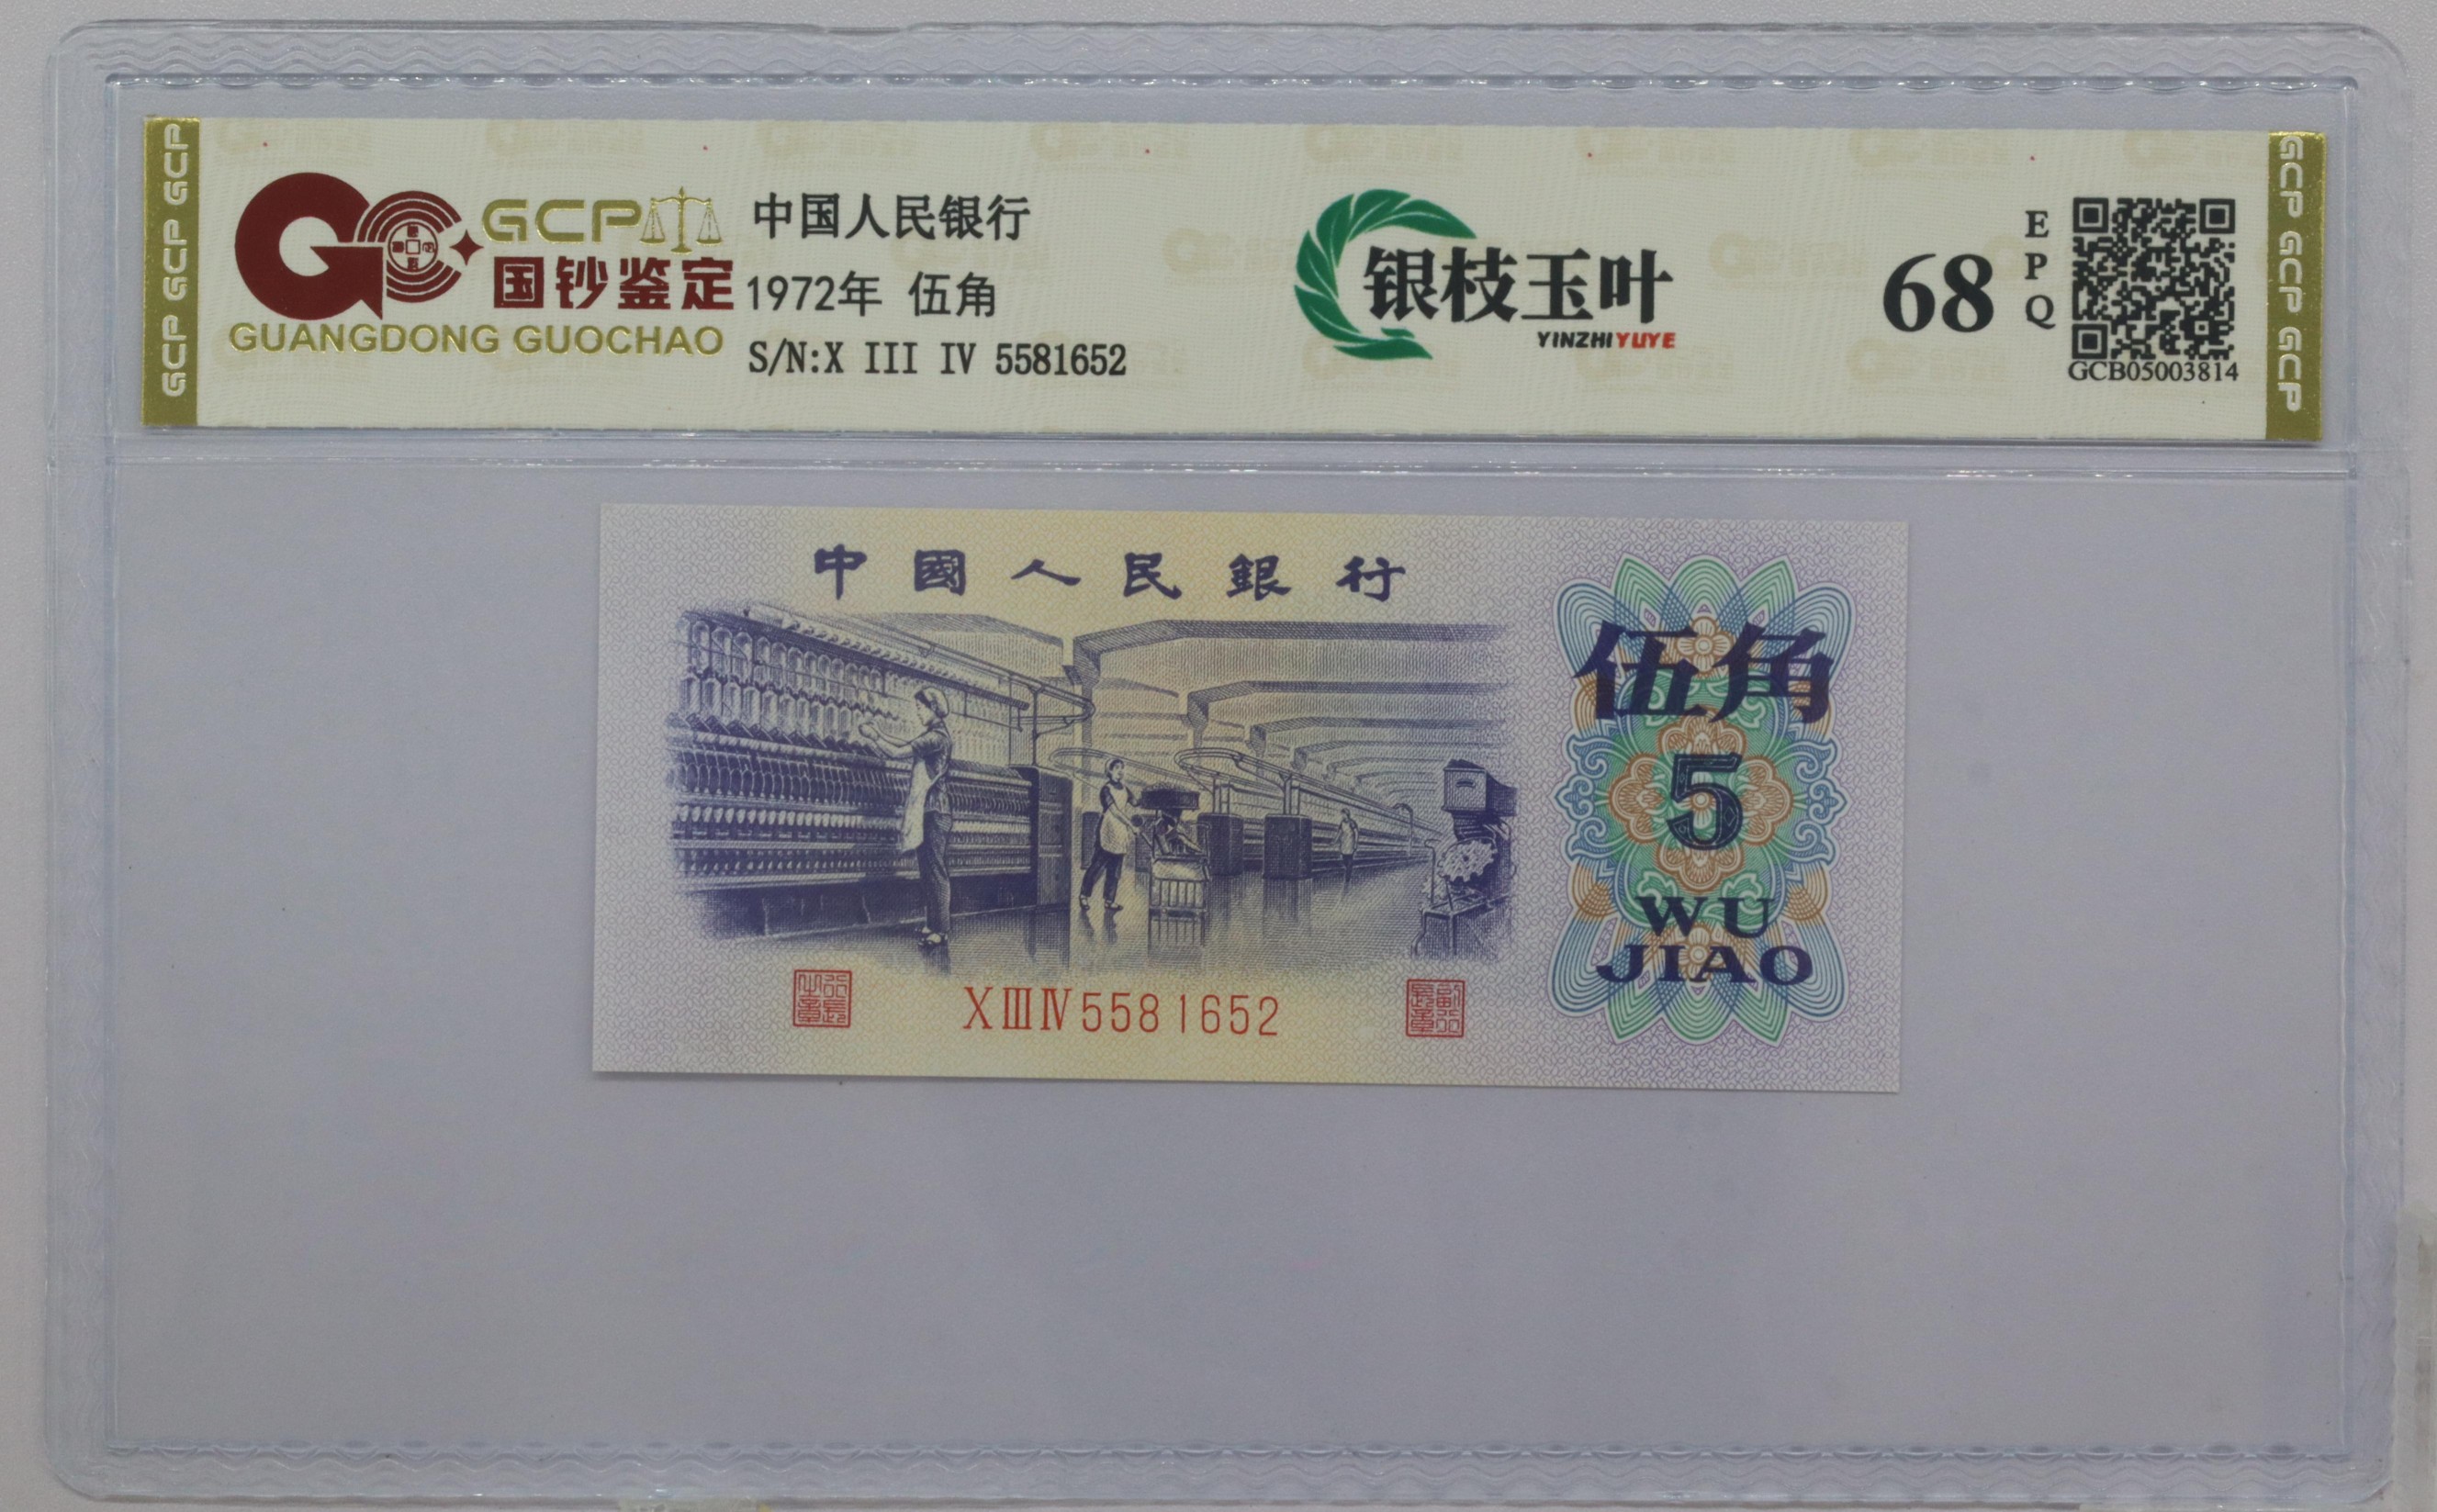 GCP GCP GCP
GCP
国钞鉴定
GUANGDONG GUOCHAO
中国人民银行
1972年 伍角
S/N:X III IV 5581652
银枝玉叶
YINZHIYUYE
68
EPQ
GCB05003814
GCP GCP GCP
中國人民銀行
伍角
5
WU
JIAO
XⅢⅣ5581652